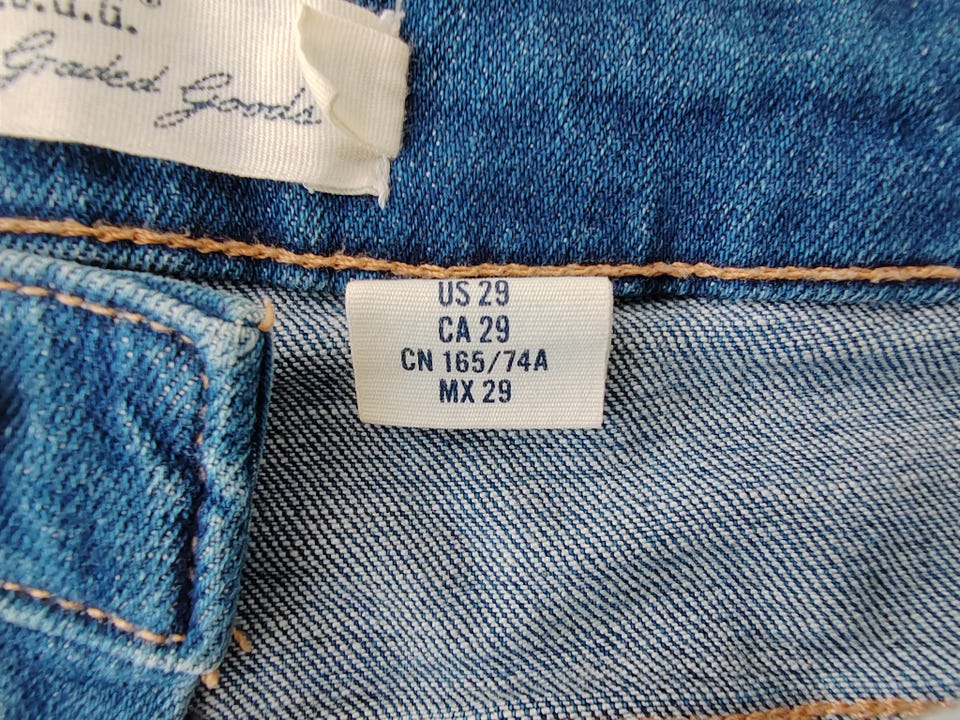 L.O.G.G.®
Graded Goods
US 29
CA 29
CN 165/74A
MX 29